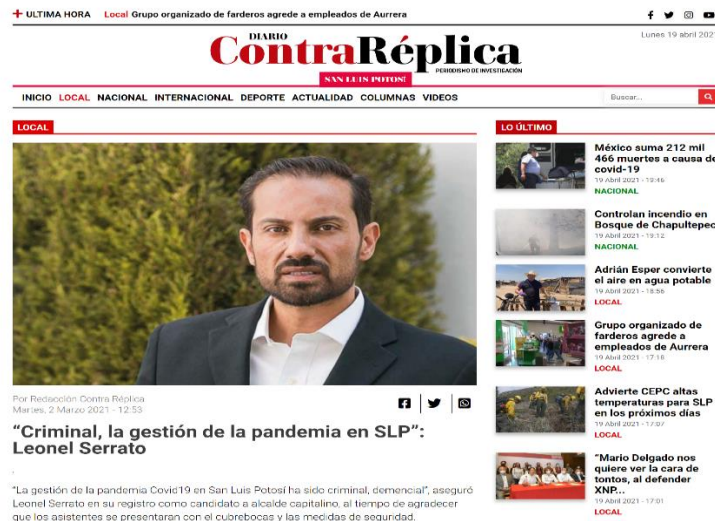 + ULTIMA HORA Local Grupo organizado de farderos agrede a empleados de Aurrera
Lunes 19 abril 2021
DIARIO
ContraRéplica
PERIODISMO DE INVESTIGACIÓN
SAN LUIS POTOSÍ
INICIO LOCAL NACIONAL INTERNACIONAL DEPORTE ACTUALIDAD COLUMNAS VIDEOS
Buscar...
LOCAL
Por Redacción Contra Réplica
Martes, 2 Marzo 2021 - 12:53
"Criminal, la gestión de la pandemia en SLP":
Leonel Serrato
"La gestión de la pandemia Covid19 en San Luis Potosí ha sido criminal, demencial", aseguró
Leonel Serrato en su registro como candidato a alcalde capitalino, al tiempo de agradecer
que los asistentes se presentaran con el cubrebocas y las medidas de seguridad.
LO ÚLTIMO
México suma 212 mil
466 muertes a causa de
covid-19
19 Abril 2021 - 19:46
NACIONAL
Controlan incendio en
Bosque de Chapultepec
19 Abril 2021 - 19:12
NACIONAL
Adrián Esper convierte
el aire en agua potable
19 Abril 2021 - 18:56
LOCAL
Grupo organizado de
farderos agrede a
empleados de Aurrera
19 Abril 2021 - 17:18
LOCAL
Advierte CEPC altas
temperaturas para SLP
en los próximos días
19 Abril 2021 - 17:07
LOCAL
"Mario Delgado nos
quiere ver la cara de
tontos, al defender
XNP...
19 Abril 2021 - 17:01
LOCAL